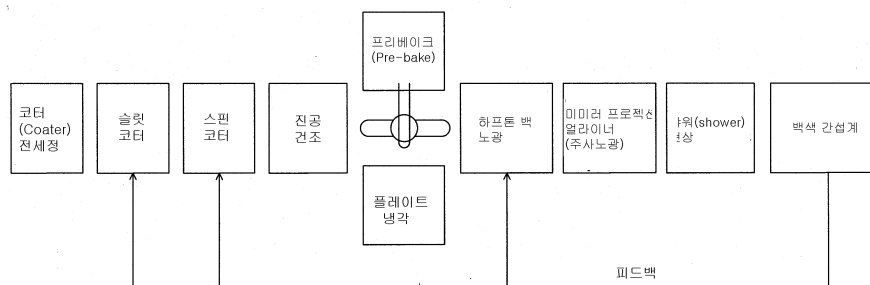 프리베이크
(Pre-bake)
코터
(Coater)
전세정
슬릿
코터
스핀
코터
진공
건조
하프톤 백
노광
미미러 프로젝션
얼라이너
(주사노광)
샤워(shower)
현상
백색 간섭계
플레이트
냉각
피드백